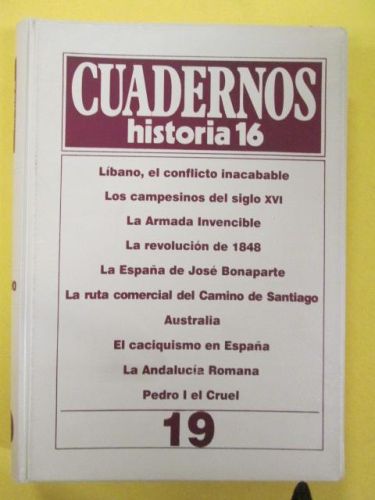 CUADERNOS
historia 16
Líbano, el conflicto inacabable
Los campesinos del siglo XVI
La Armada Invencible
La revolución de 1848
La España de José Bonaparte
La ruta comercial del Camino de Santiago
Australia
El caciquismo en España
La Andalucía Romana
Pedro I el Cruel
19